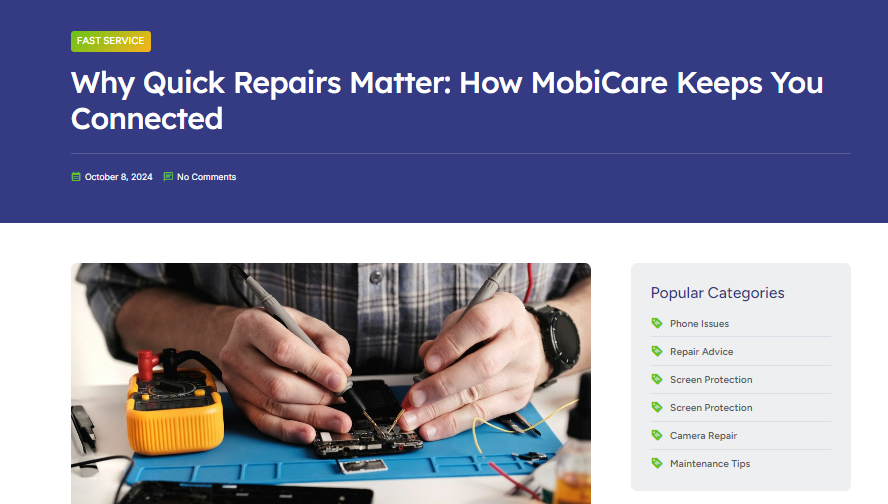 FAST SERVICE
Why Quick Repairs Matter: How MobiCare Keeps You
Connected
October 8, 2024 No Comments
Popular Categories
Phone Issues
Repair Advice
Screen Protection
Screen Protection
Camera Repair
Maintenance Tips